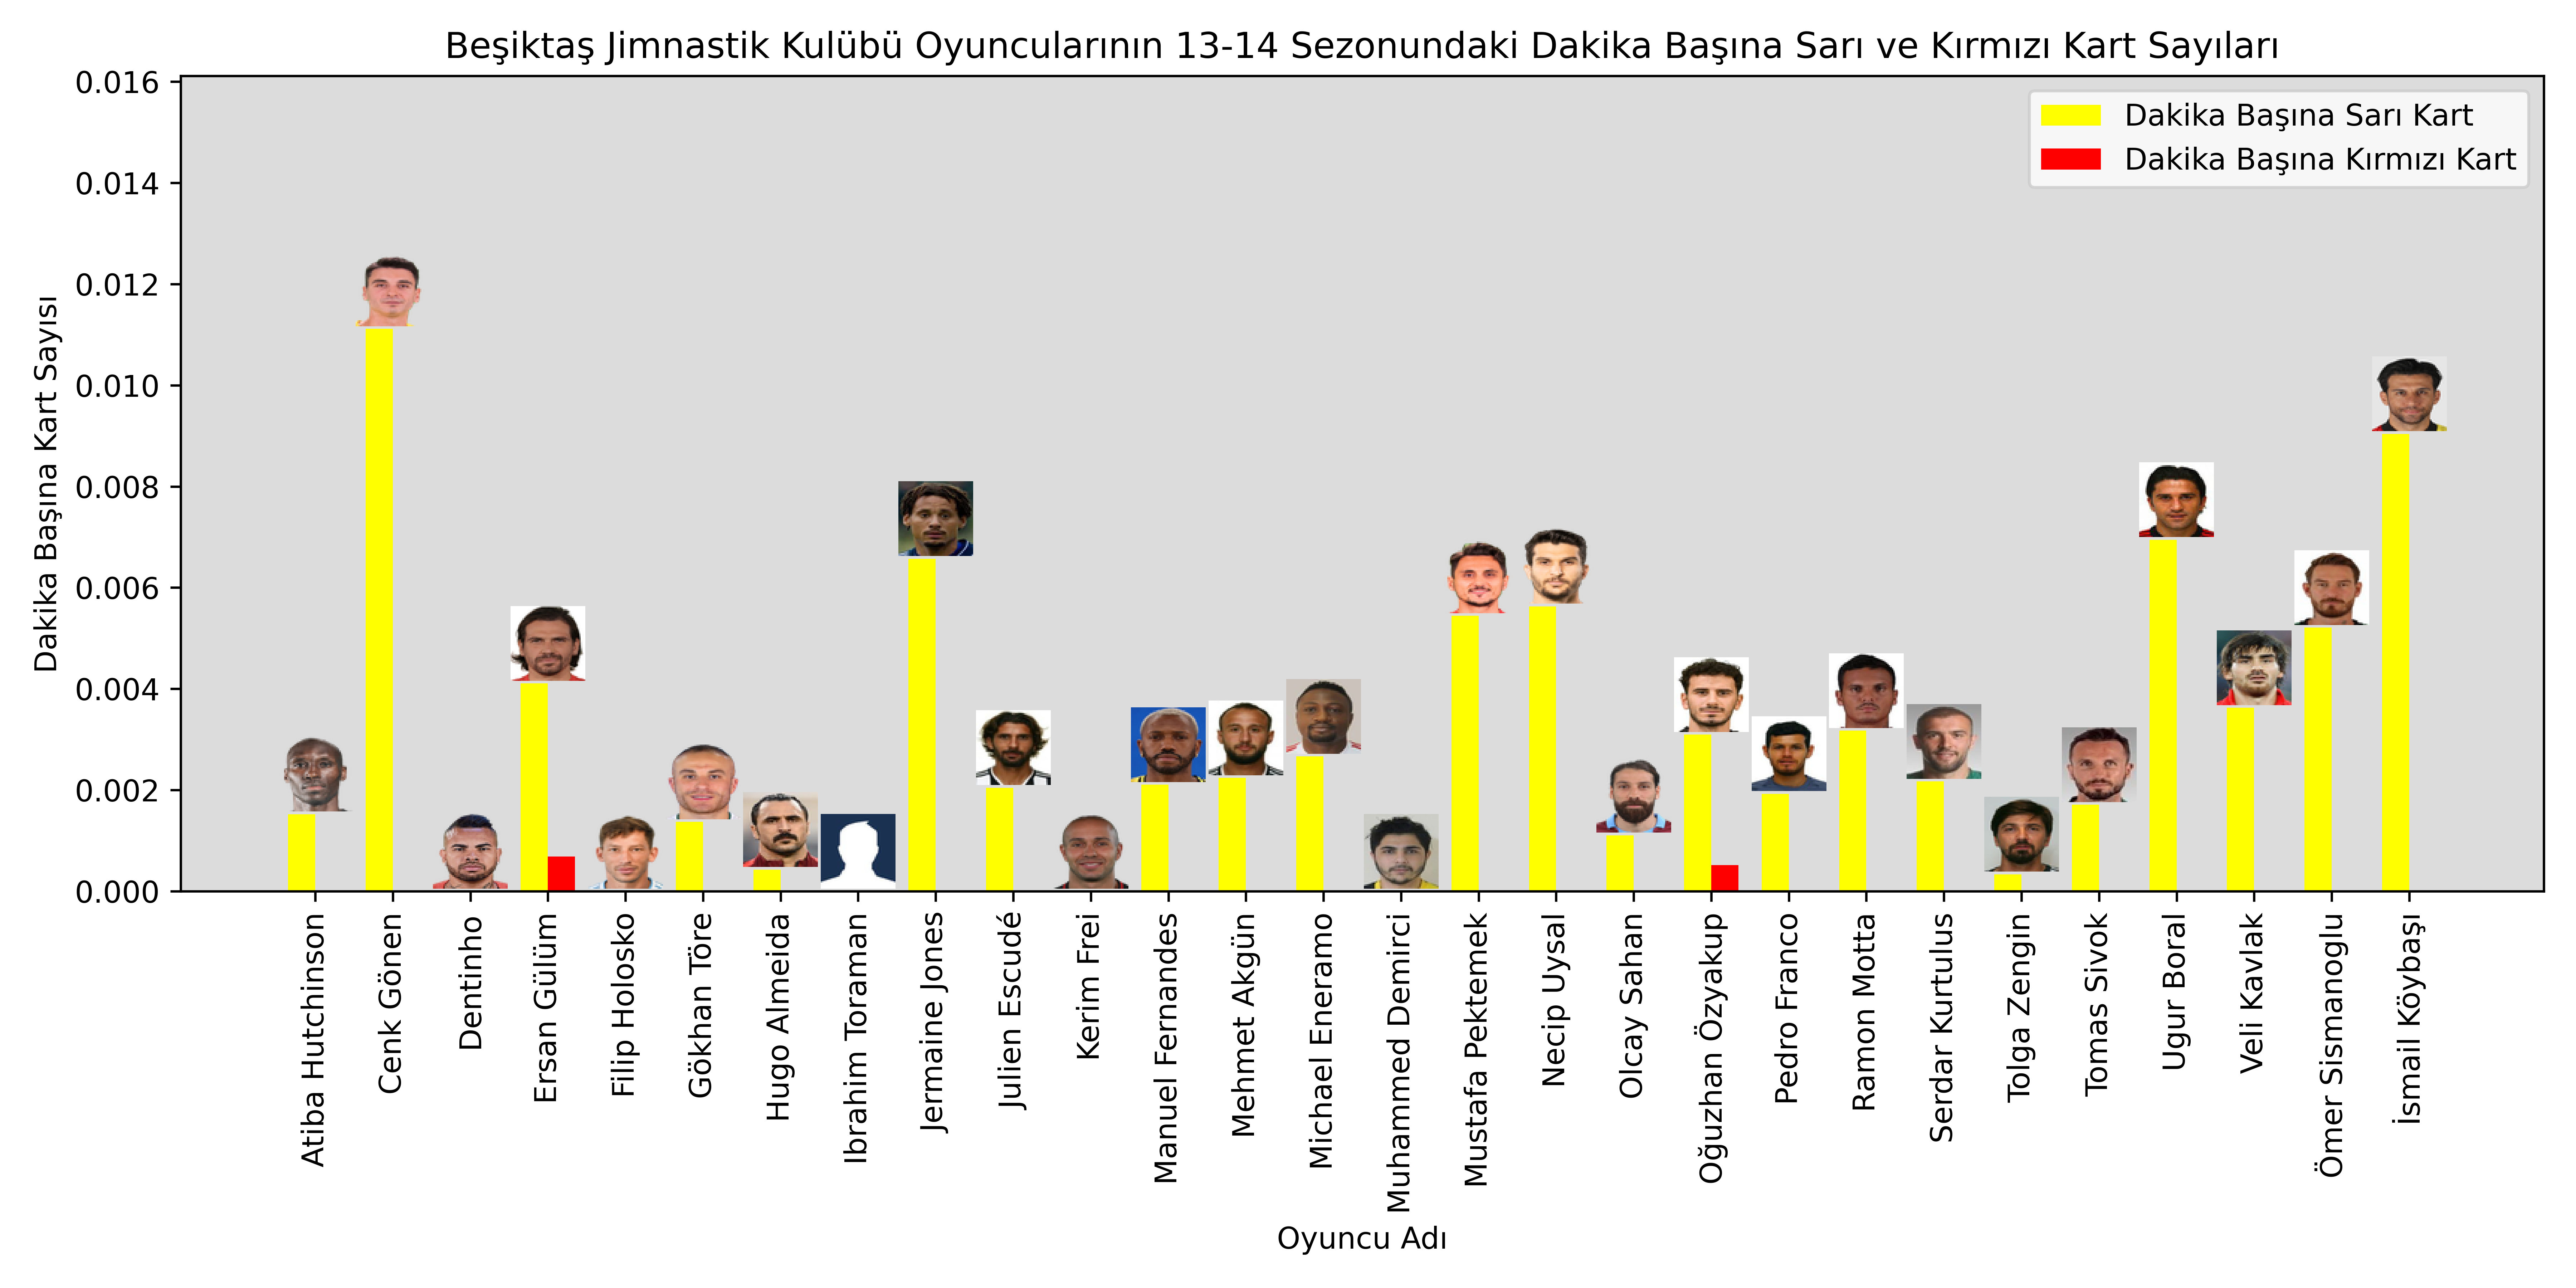 Beşiktaş Jimnastik Kulübü Oyuncularının 13-14 Sezonundaki Dakika Başına Sarı ve Kırmızı Kart Sayıları
Dakika Başına Sarı Kart
Dakika Başına Kırmızı Kart
Dakika Başına Kart Sayısı
0.016
0.014
0.012
0.010
0.008
0.006
0.004
0.002
0.000
Atiba Hutchinson
Cenk Gönen
Dentinho
Ersan Gülüm
Filip Holosko
Gökhan Töre
Hugo Almeida
Ibrahim Toraman
Jermaine Jones
Julien Escudé
Kerim Frei
Manuel Fernandes
Mehmet Akgün
Michael Eneramo
Muhammed Demirci
Mustafa Pektemek
Necip Uysal
Olcay Sahan
Oğuzhan Özyakup
Pedro Franco
Ramon Motta
Serdar Kurtulus
Tolga Zengin
Tomas Sivok
Ugur Boral
Veli Kavlak
Ömer Sismanoglu
İsmail Köybaşı
Oyuncu Adı